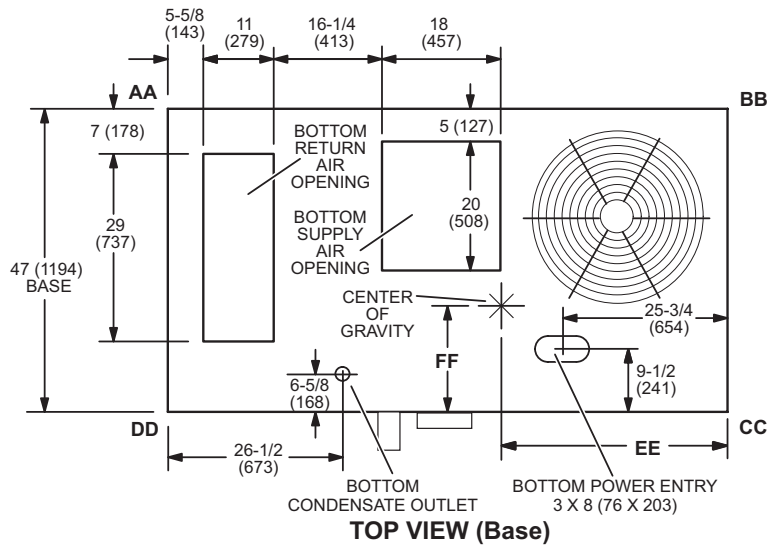 5-5/8
(143)
11
(279)
16-1/4
(413)
18
(457)
AA
BB
7 (178)
BOTTOM
RETURN
AIR
OPENING
5 (127)
29
(737)
BOTTOM
SUPPLY
AIR
OPENING
20
(508)
47 (1194)
BASE
CENTER
OF
GRAVITY
25-3/4
(654)
FF
9-1/2
(241)
6-5/8
(168)
DD
CC
26-1/2
(673)
EE
BOTTOM
CONDENSATE OUTLET
BOTTOM POWER ENTRY
3 X 8 (76 X 203)
TOP VIEW (Base)